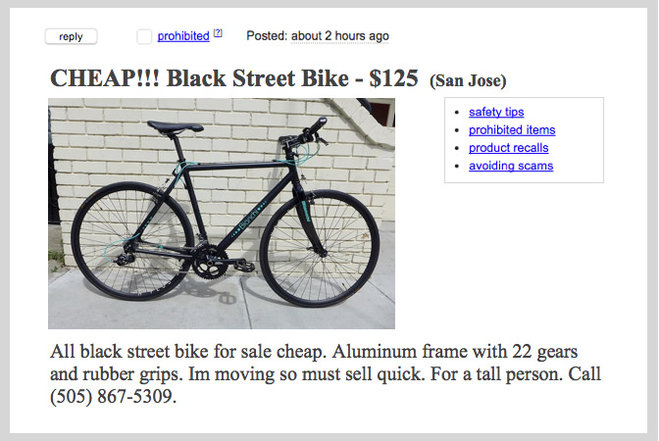 reply prohibited [?] Posted: about 2 hours ago
CHEAP!!! Black Street Bike - $125 (San Jose)
safety tips
prohibited items
product recalls
avoiding scams
All black street bike for sale cheap. Aluminum frame with 22 gears
and rubber grips. Im moving so must sell quick. For a tall person. Call
(505) 867-5309.